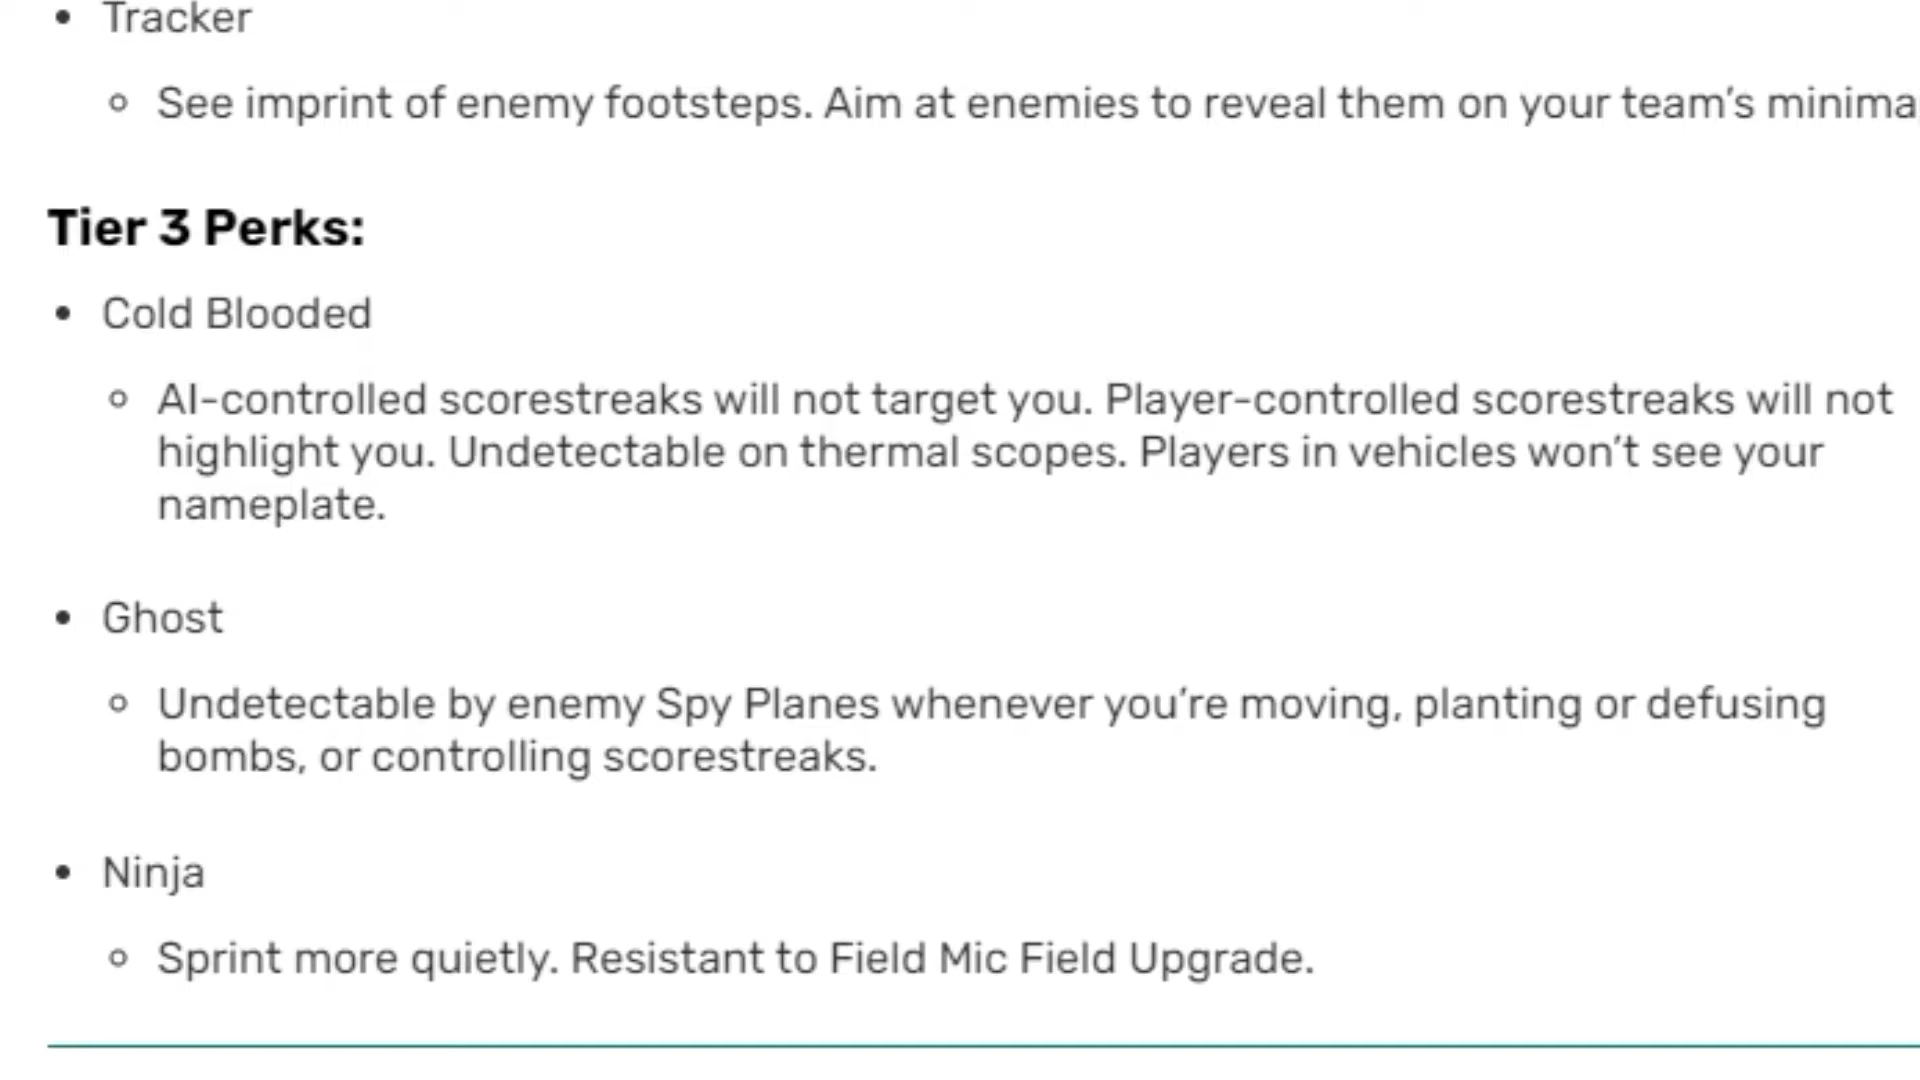 Tracker
See imprint of enemy footsteps. Aim at enemies to reveal them on your team's
Tier 3 Perks:
Cold Blooded
AI-controlled scorestreaks will not target you. Player-controlled scorestreaks will not
highlight you. Undetectable on thermal scopes. Players in vehicles won't see your
nameplate.
Ghost
Undetectable by enemy Spy Planes whenever you're moving, planting or defusing
bombs, or controlling scorestreaks.
Ninja
Sprint more quietly. Resistant to Field Mic Field Upgrade.